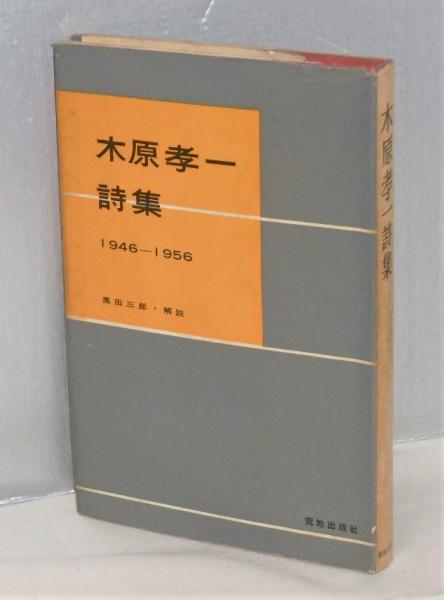 木原孝一
詩集
1946—1956
黒田三郎・解説
荒地出版社
木原孝一詩集